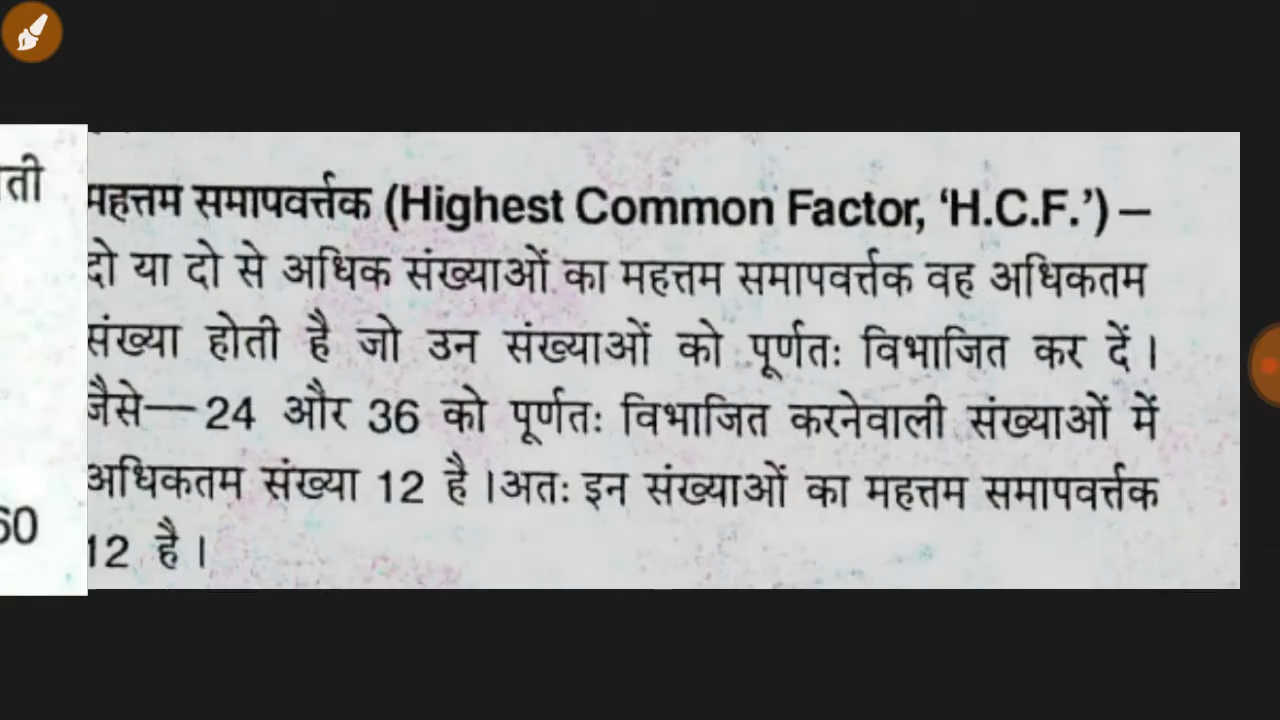 महत्तम समापवर्त्तक (Highest Common Factor, ‘H.C.F.’) –
दो या दो से अधिक संख्याओं का महत्तम समापवर्त्तक वह अधिकतम
संख्या होती है जो उन संख्याओं को पूर्णतः विभाजित कर दें।
जैसे—24 और 36 को पूर्णतः विभाजित करनेवाली संख्याओं में
अधिकतम संख्या 12 है।अतः इन संख्याओं का महत्तम समापवर्त्तक
12 है।